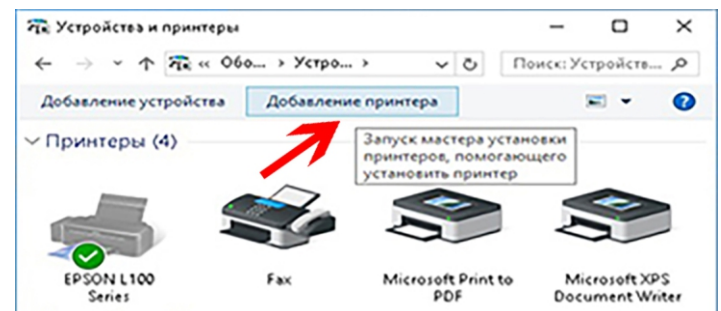 Устройства и принтеры
« Обо... > Устро... >
Поиск: Устройств...
Добавление устройства
Добавление принтера
?
Принтеры (4)
Запуск мастера установки
принтеров, помогающего
установить принтер
EPSON L100
Series
Fax
Microsoft Print to
PDF
Microsoft XPS
Document Writer